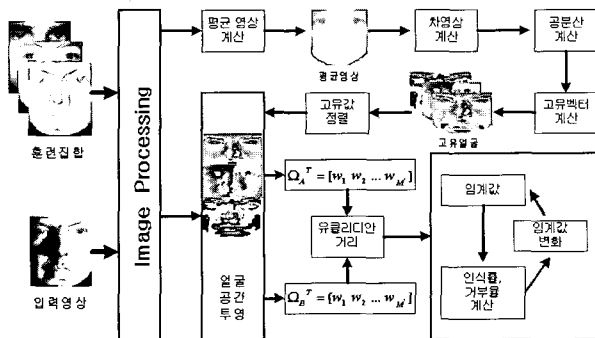 평균 영상
계산
평균영상
차영상
계산
공분산
계산
훈련집합
Image Processing
고유값
정렬
고유얼굴
고유벡터
계산
Ω_A^T = [w_1 w_2 ... w_M']
유클리디안
거리
Ω_B^T = [w_1 w_2 ... w_M']
얼굴
공간
투영
입력영상
임계값
임계값
변화
인식률,
거부률
계산